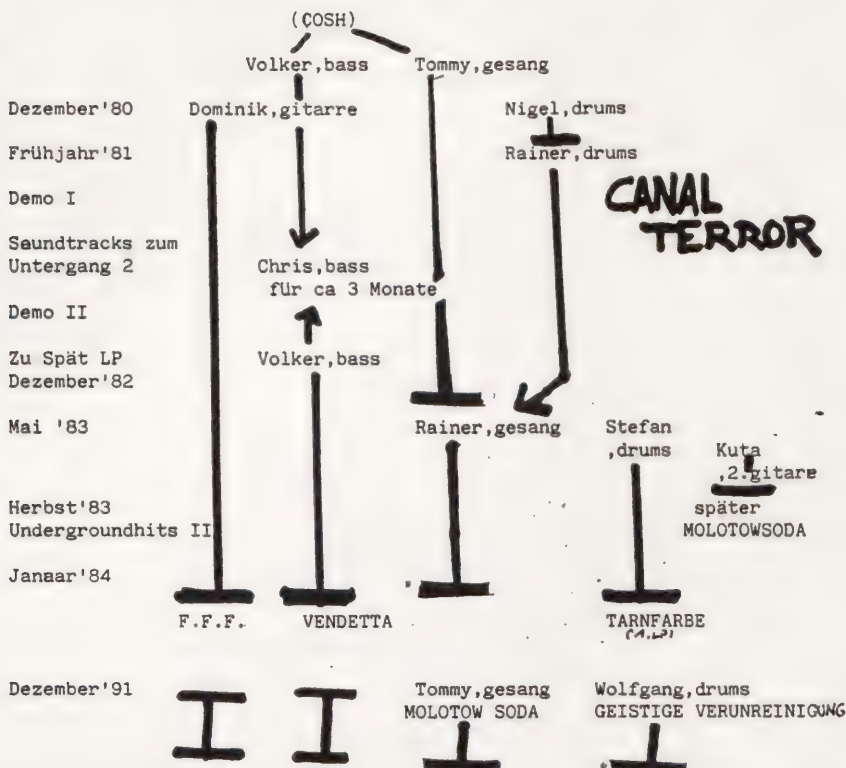 (COSH)
Volker,bass Tommy,gesang
Dezember'80 Dominik,gitarre Nigel,drums
Frühjahr'81 Rainer,drums
CANAL
TERROR
Demo I
Saundtracks zum
Untergang 2 Chris,bass
für ca 3 Monate
Demo II
Zu Spät LP Volker,bass
Dezember'82
Mai '83 Rainer,gesang Stefan
,drums Kuta
,2.gitare
Herbst'83 später
Undergroundhits II MOLOTOWSODA
Janaar'84
F.F.F. VENDETTA TARNFARBE
(1.LP)
Dezember'91 Tommy,gesang Wolfgang,drums
MOLOTOW SODA GEISTIGE VERUNREINIGUNG